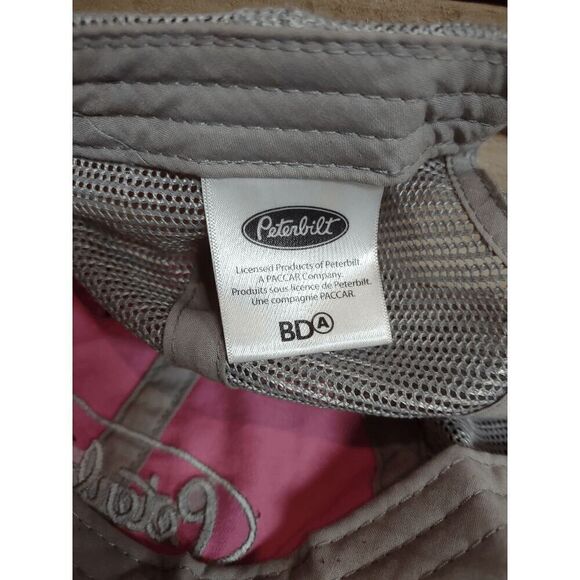 Peterbilt
Licensed Products of Peterbilt.
A PACCAR Company.
Produits sous licence de Peterbilt.
Une compagnie PACCAR.
BDA